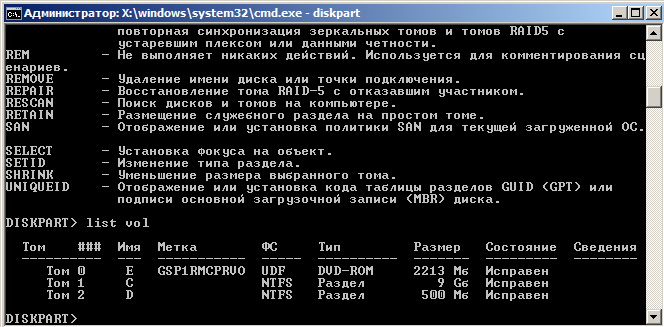 Администратор: X:\windows\system32\cmd.exe - diskpart
повторная синхронизация зеркальных томов и томов RAID5 с
устаревшим плексом или данными четности.
REM         - Не выполняет никаких действий. Используется для комментирования сц
енариев.
REMOVE      - Удаление имени диска или точки подключения.
REPAIR      - Восстановление тома RAID-5 с отказавшим участником.
RESCAN      - Поиск дисков и томов на компьютере.
RETAIN      - Размещение служебного раздела на простом томе.
SAN         - Отображение или установка политики SAN для текущей загруженной ОС.
SELECT      - Установка фокуса на объект.
SETID       - Изменение типа раздела.
SHRINK      - Уменьшение размера выбранного тома.
UNIQUEID    - Отображение или установка кода таблицы разделов GUID (GPT) или
подписи основной загрузочной записи (MBR) диска.
DISKPART> list vol
Том     ###  Имя  Метка        ФС     Тип         Размер   Состояние  Сведения
----------  ---  -----------  -----  ----------  -------  ---------  --------
Том 0     E   GSP1RMCPRVO  UDF    DVD-ROM     2213 Mб  Исправен
Том 1     C                NTFS   Раздел         9 Gб  Исправен
Том 2     D                NTFS   Раздел       500 Mб  Исправен
DISKPART>